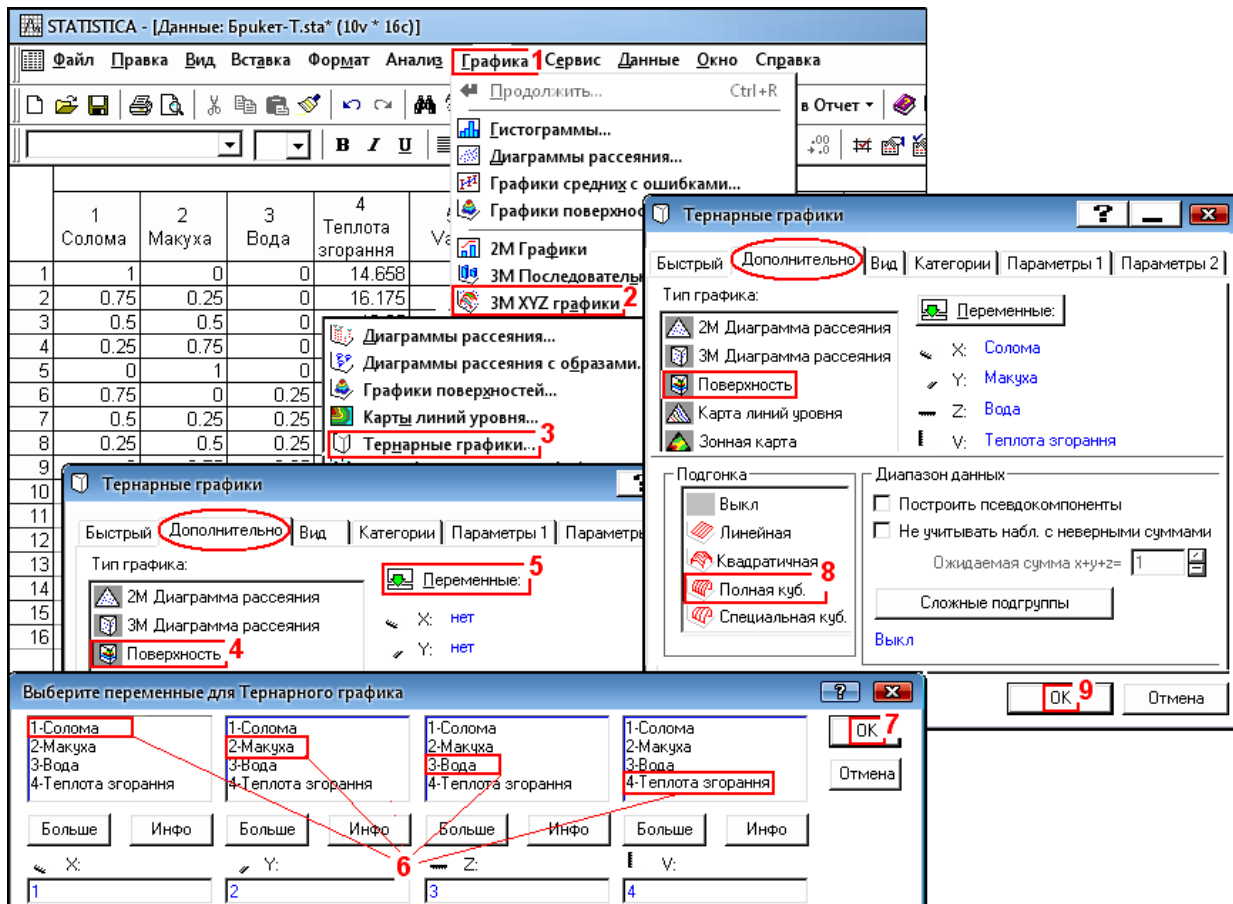 STATISTICA - [Данные: Бpuкeт-T.sta* (10v * 16c)]
Файл Правка Вид Вставка Формат Анализ Графика 1 Сервис Данные Окно Справка
Продолжить... Ctrl+R
в Отчет
Гистограммы...
Диаграммы рассеяния...
Графики средних с ошибками...
Графики поверхнос
2М Графики
3М Последователь
3М XYZ графики 2
B I U
1 Солома
2 Макуха
3 Вода
4 Теплота згорання
Va
1 1 0 0 14.658
2 0.75 0.25 0 16.175
3 0.5 0.5 0
4 0.25 0.75 0
5 0 1 0
6 0.75 0 0.25
7 0.5 0.25 0.25
8 0.25 0.5 0.25
9
10
11
12
13
14
15
16
Диаграммы рассеяния...
Диаграммы рассеяния с образами.
Графики поверхностей...
Карты линий уровня...
Тернарные графики... 3
Тернарные графики
Быстрый Дополнительно Вид Категории Параметры 1 Параметры 2
Тип графика:
2М Диаграмма рассеяния
3М Диаграмма рассеяния
Поверхность
Карта линий уровня
Зонная карта
Переменные:
X: Солома
Y: Макуха
Z: Вода
V: Теплота згорання
Подгонка
Выкл
Линейная
Квадратичная
Полная куб. 8
Специальная куб.
Диапазон данных
Построить псевдокомпоненты
Не учитывать набл. с неверными суммами
Ожидаемая сумма x+y+z= 1
Сложные подгруппы
Выкл
OK 9 Отмена
Тернарные графики
Быстрый Дополнительно Вид Категории Параметры 1 Параметр
Тип графика:
2М Диаграмма рассеяния
3М Диаграмма рассеяния
Поверхность 4
Переменные: 5
X: нет
Y: нет
Выберите переменные для Тернарного графика
1-Солома 1-Солома 1-Солома 1-Солома
2-Макуха 2-Макуха 2-Макуха 2-Макуха
3-Вода 3-Вода 3-Вода 3-Вода
4-Теплота згорання 4-Теплота згорання 4-Теплота згорання 4-Теплота згорання
OK 7
Отмена
Больше Инфо Больше Инфо Больше Инфо Больше Инфо
6
X: Y: Z: V:
1 2 3 4